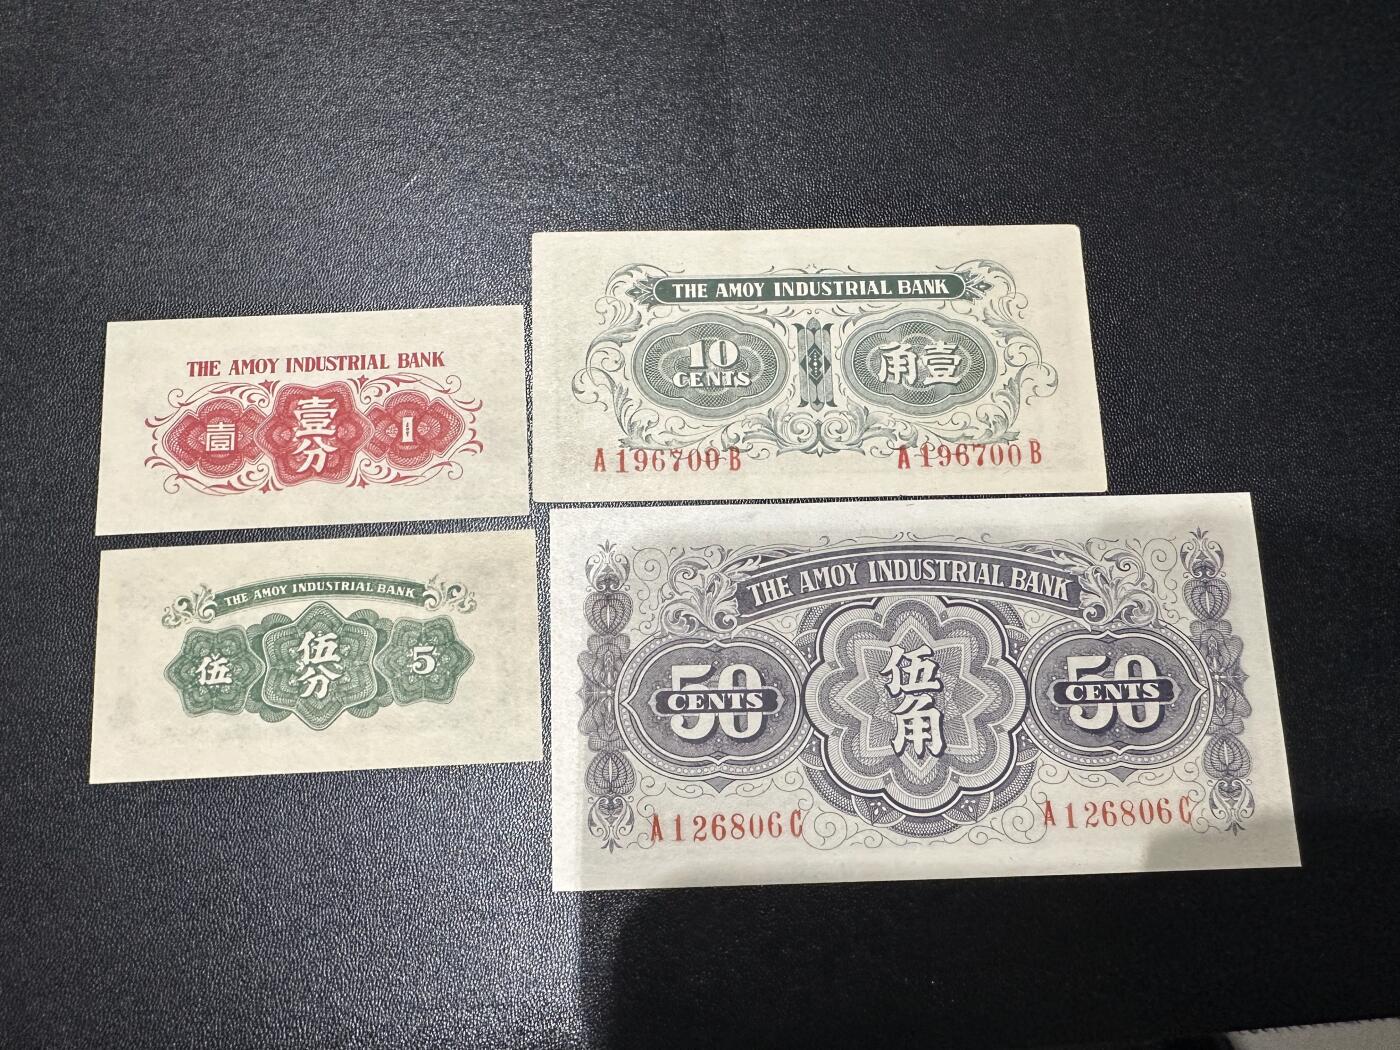 THE AMOY INDUSTRIAL BANK
壹
壹分
1
THE AMOY INDUSTRIAL BANK
10
CENTS
角壹
A196700B
A196700B
THE AMOY INDUSTRIAL BANK
伍
伍分
5
THE AMOY INDUSTRIAL BANK
50
CENTS
伍角
50
CENTS
A126806C
A126806C